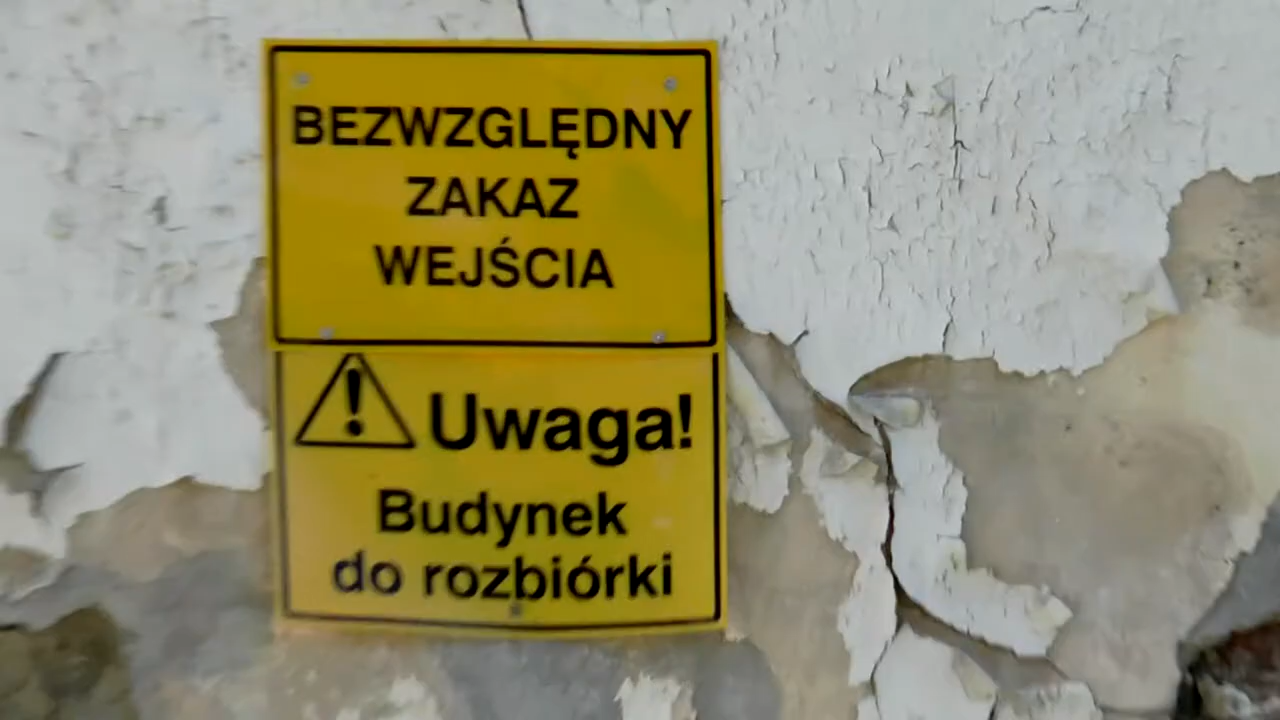 BEZWZGLĘDNY
ZAKAZ
WEJŚCIA
Uwaga!
Budynek
do rozbiórki